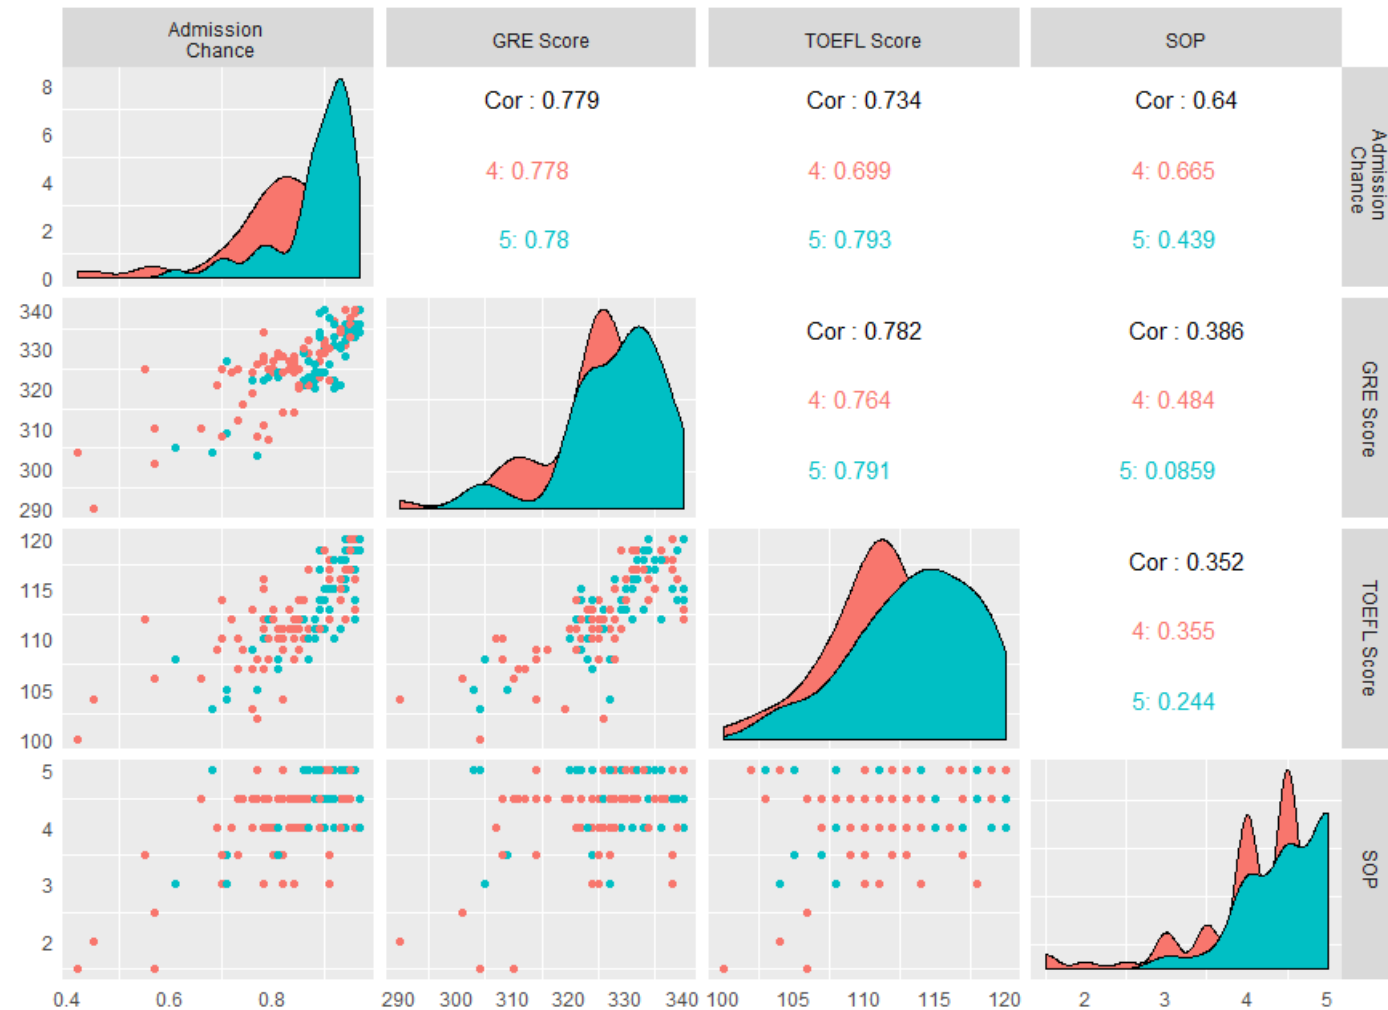 Admission
Chance
GRE Score
TOEFL Score
SOP
8
6
4
2
0
Cor : 0.779
4: 0.778
5: 0.78
Cor : 0.734
4: 0.699
5: 0.793
Cor : 0.64
4: 0.665
5: 0.439
Admission
Chance
340
330
320
310
300
290
Cor : 0.782
4: 0.764
5: 0.791
Cor : 0.386
4: 0.484
5: 0.0859
GRE Score
120
115
110
105
100
Cor : 0.352
4: 0.355
5: 0.244
TOEFL Score
5
4
3
2
SOP
0.4 0.6 0.8
290 300 310 320 330 340
100 105 110 115 120
2 3 4 5